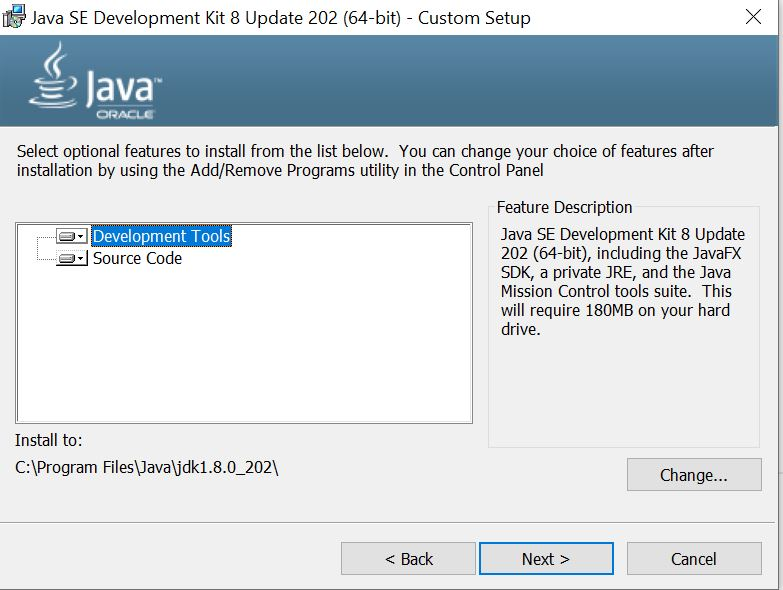 Java SE Development Kit 8 Update 202 (64-bit) - Custom Setup
Java™
ORACLE
Select optional features to install from the list below.  You can change your choice of features after
installation by using the Add/Remove Programs utility in the Control Panel
Development Tools
Source Code
Feature Description
Java SE Development Kit 8 Update
202 (64-bit), including the JavaFX
SDK, a private JRE, and the Java
Mission Control tools suite.  This
will require 180MB on your hard
drive.
Install to:
C:\Program Files\Java\jdk1.8.0_202\
Change...
< Back
Next >
Cancel